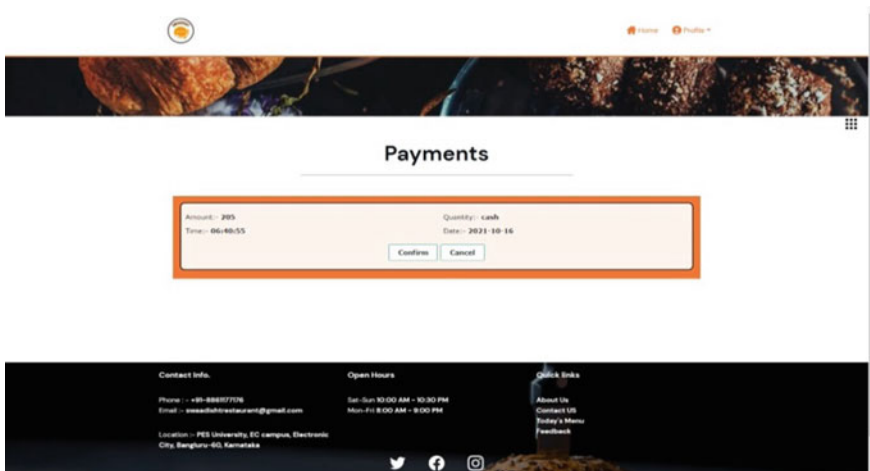 Home Profile
Payments
Amount:- 205 Quantity:- cash
Time:- 06:40:55 Date:- 2021-10-16
Confirm Cancel
Contact Info. Open Hours Quick links
Phone :- +91-8861177176 Sat-Sun 10:00 AM - 10:30 PM About Us
Email :- swaadishtrestaurant@gmail.com Mon-Fri 8:00 AM - 9:00 PM Contact US
Today's Menu
Location :- PES University, EC campus, Electronic Feedback
City, Bangluru-60, Karnataka